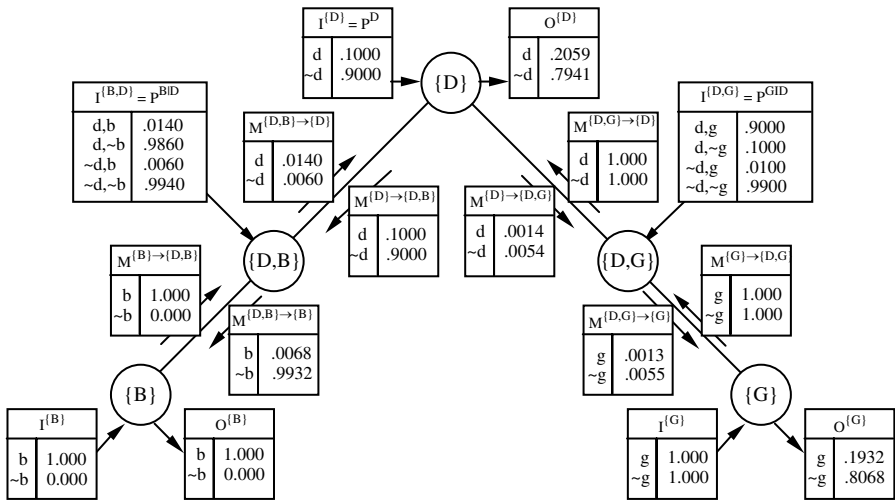 I^{D} = P^D
d .1000
~d .9000
{D}
O^{D}
d .2059
~d .7941
I^{B,D} = P^B|D
d,b .0140
d,~b .9860
~d,b .0060
~d,~b .9940
M^{D,B}→{D}
d .0140
~d .0060
M^{D,G}→{D}
d 1.000
~d 1.000
I^{D,G} = P^G|D
d,g .9000
d,~g .1000
~d,g .0100
~d,~g .9900
M^{D}→{D,B}
d .1000
~d .9000
M^{D}→{D,G}
d .0014
~d .0054
{D,B}
{D,G}
M^{B}→{D,B}
b 1.000
~b 0.000
M^{D,B}→{B}
b .0068
~b .9932
M^{D,G}→{G}
g .0013
~g .0055
M^{G}→{D,G}
g 1.000
~g 1.000
{B}
{G}
I^{B}
b 1.000
~b 0.000
O^{B}
b 1.000
~b 0.000
I^{G}
g 1.000
~g 1.000
O^{G}
g .1932
~g .8068